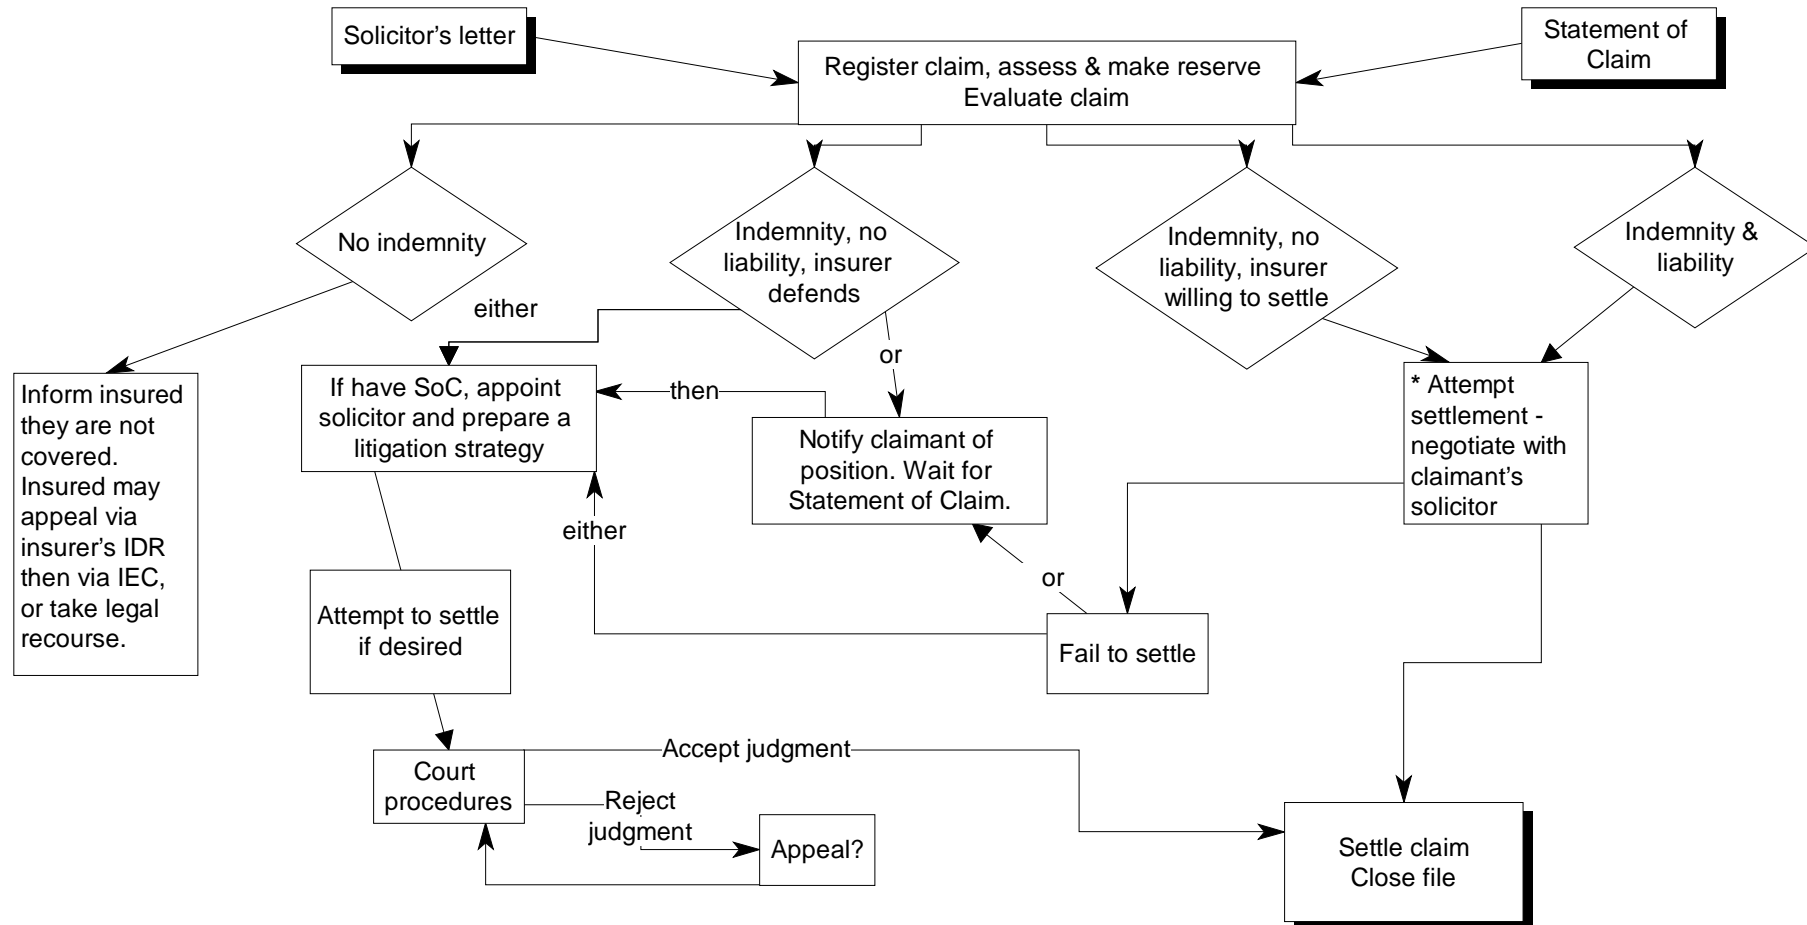 Solicitor's letter
Statement of
Claim
Register claim, assess & make reserve
Evaluate claim
No indemnity
Indemnity, no
liability, insurer
defends
Indemnity, no
liability, insurer
willing to settle
Indemnity &
liability
either
or
Inform insured
they are not
covered.
Insured may
appeal via
insurer's IDR
then via IEC,
or take legal
recourse.
If have SoC, appoint
solicitor and prepare a
litigation strategy
then
Notify claimant of
position. Wait for
Statement of Claim.
* Attempt
settlement -
negotiate with
claimant's
solicitor
either
or
Attempt to settle
if desired
Fail to settle
Court
procedures
Accept judgment
Reject
judgment
Appeal?
Settle claim
Close file